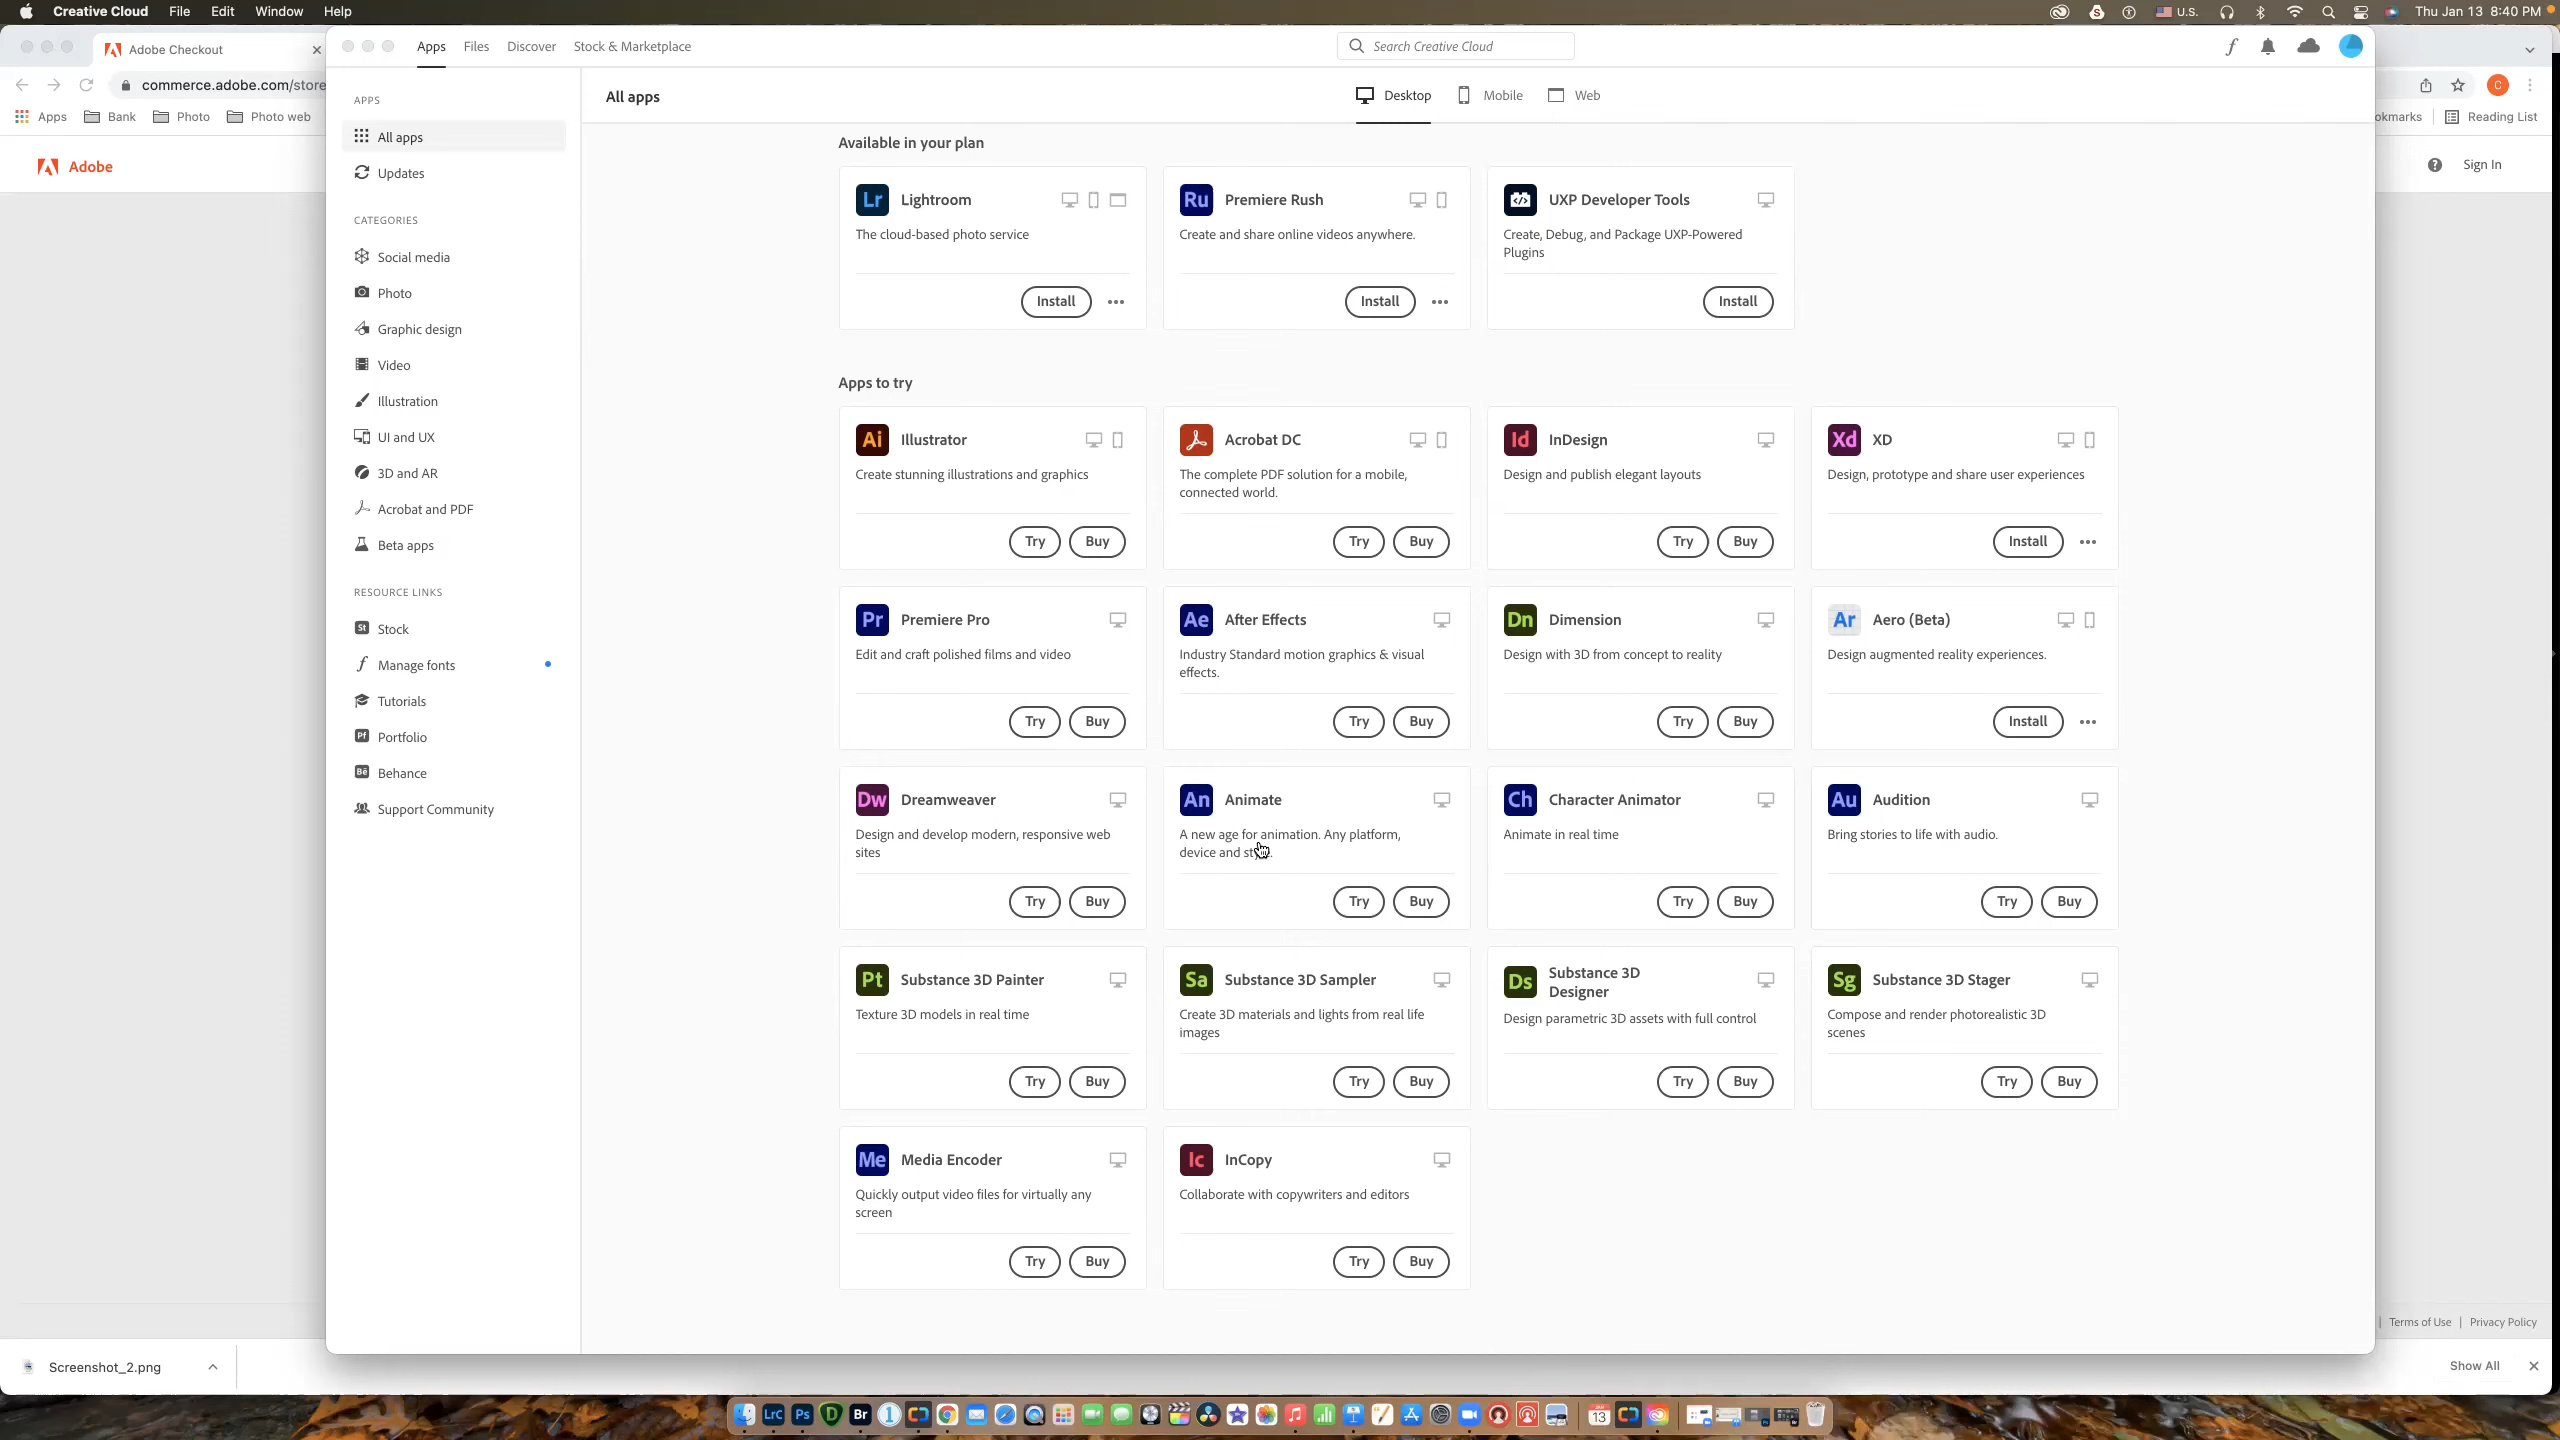 Creative Cloud File Edit Window Help
U.S. Thu Jan 13 8:40 PM
Adobe Checkout
commerce.adobe.com/store
Apps Bank Photo Photo web
okmarks Reading List
Adobe
Sign In
Apps Files Discover Stock & Marketplace
Search Creative Cloud
APPS
All apps
Updates
CATEGORIES
Social media
Photo
Graphic design
Video
Illustration
UI and UX
3D and AR
Acrobat and PDF
Beta apps
RESOURCE LINKS
St Stock
Manage fonts
Tutorials
Pf Portfolio
Bē Behance
Support Community
All apps
Desktop Mobile Web
Available in your plan
Lr Lightroom
The cloud-based photo service
Install
Ru Premiere Rush
Create and share online videos anywhere.
Install
UXP Developer Tools
Create, Debug, and Package UXP-Powered
Plugins
Install
Apps to try
Ai Illustrator
Create stunning illustrations and graphics
Try Buy
Acrobat DC
The complete PDF solution for a mobile,
connected world.
Try Buy
Id InDesign
Design and publish elegant layouts
Try Buy
Xd XD
Design, prototype and share user experiences
Install
Pr Premiere Pro
Edit and craft polished films and video
Try Buy
Ae After Effects
Industry Standard motion graphics & visual
effects.
Try Buy
Dn Dimension
Design with 3D from concept to reality
Try Buy
Ar Aero (Beta)
Design augmented reality experiences.
Install
Dw Dreamweaver
Design and develop modern, responsive web
sites
Try Buy
An Animate
A new age for animation. Any platform,
device and
Try Buy
Ch Character Animator
Animate in real time
Try Buy
Au Audition
Bring stories to life with audio.
Try Buy
Pt Substance 3D Painter
Texture 3D models in real time
Try Buy
Sa Substance 3D Sampler
Create 3D materials and lights from real life
images
Try Buy
Ds Substance 3D
Designer
Design parametric 3D assets with full control
Try Buy
Sg Substance 3D Stager
Compose and render photorealistic 3D
scenes
Try Buy
Me Media Encoder
Quickly output video files for virtually any
screen
Try Buy
Ic InCopy
Collaborate with copywriters and editors
Try Buy
Terms of Use | Privacy Policy
Screenshot_2.png
Show All
LrC Ps Br 13